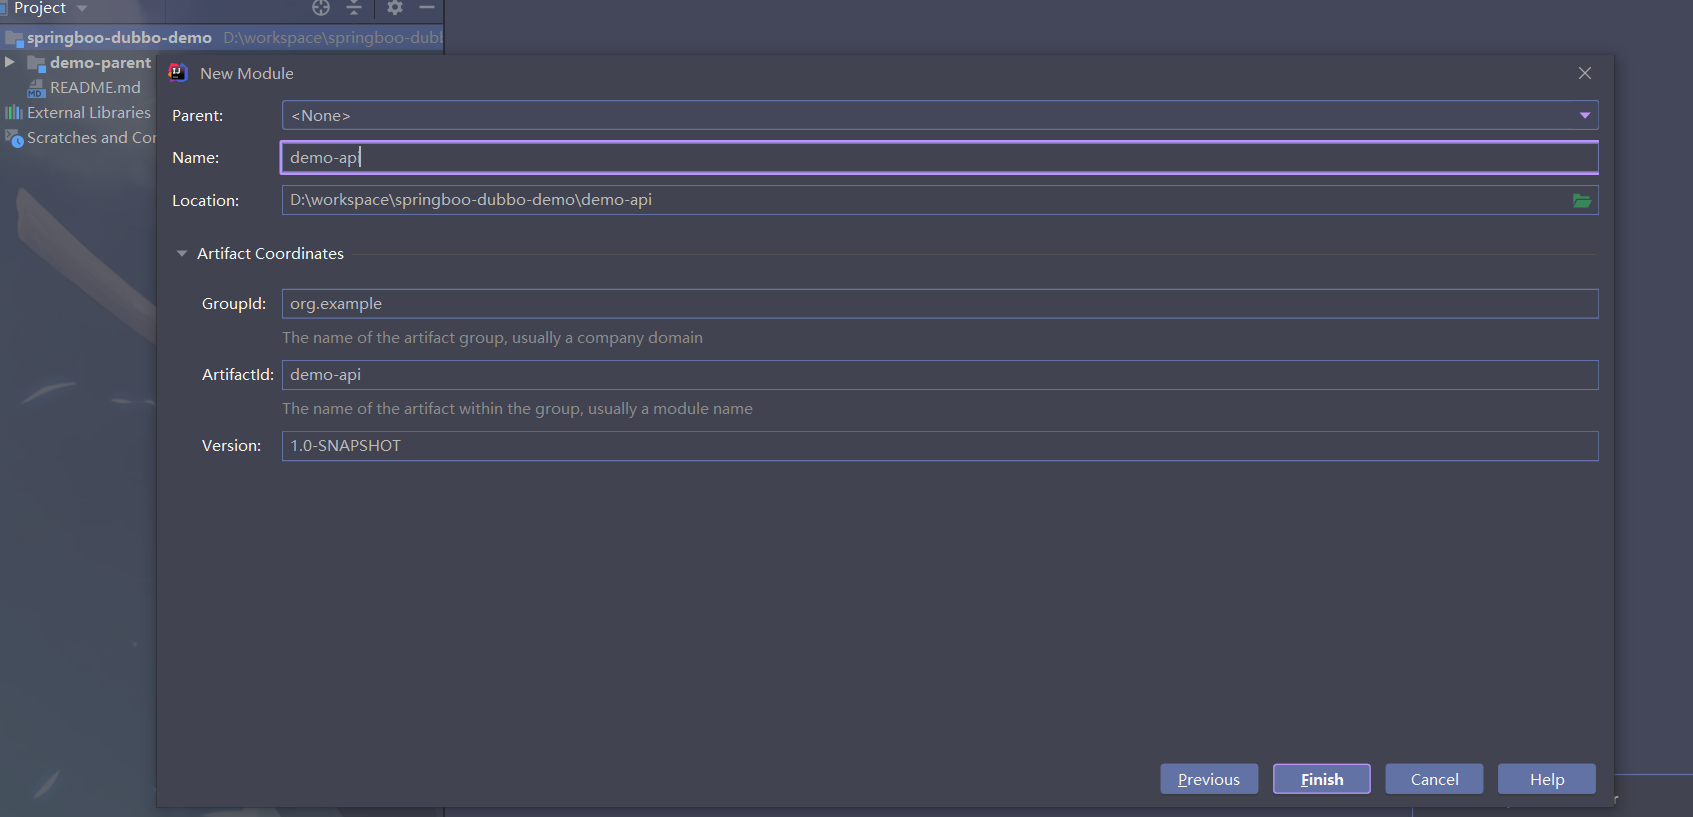 Project
springboo-dubbo-demo D:\workspace\springboo-dubb
demo-parent
README.md
External Libraries
Scratches and Cor
New Module
Parent: <None>
Name: demo-api
Location: D:\workspace\springboo-dubbo-demo\demo-api
Artifact Coordinates
GroupId: org.example
The name of the artifact group, usually a company domain
ArtifactId: demo-api
The name of the artifact within the group, usually a module name
Version: 1.0-SNAPSHOT
Previous Finish Cancel Help